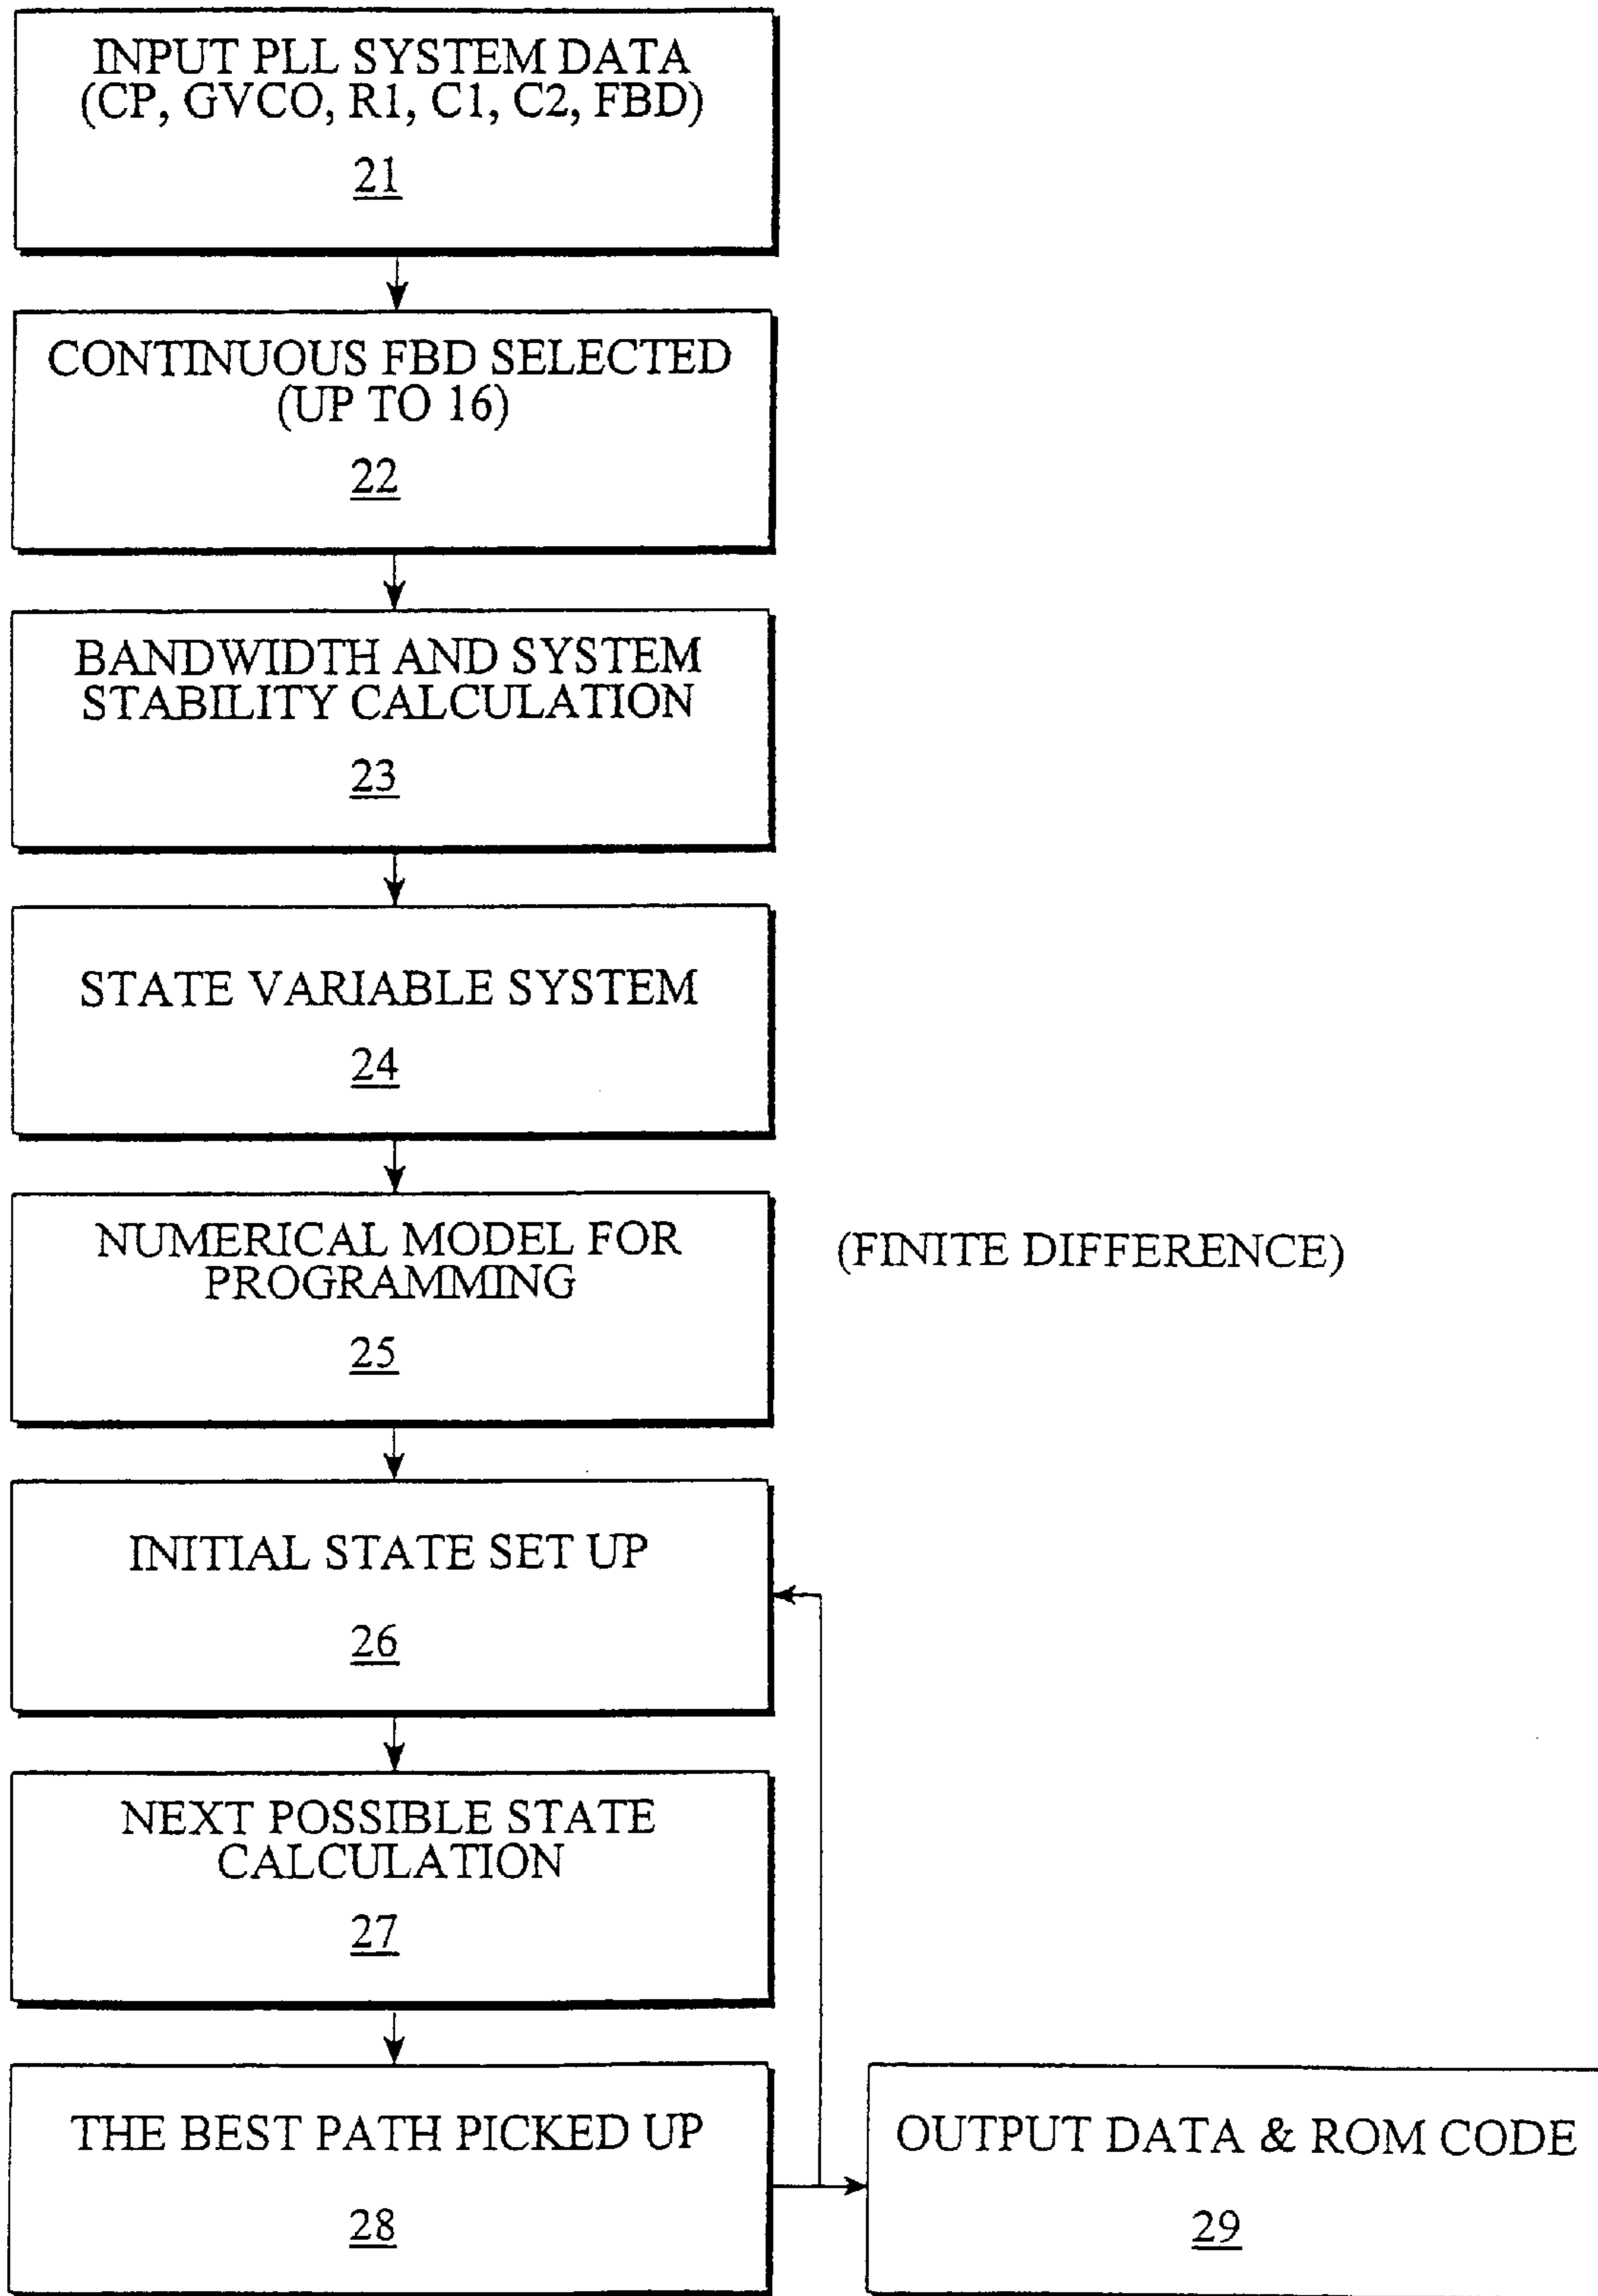 INPUT PLL SYSTEM DATA
(CP, GVCO, R1, C1, C2, FBD)
21
CONTINUOUS FBD SELECTED
(UP TO 16)
22
BANDWIDTH AND SYSTEM
STABILITY CALCULATION
23
STATE VARIABLE SYSTEM
24
NUMERICAL MODEL FOR
PROGRAMMING
25
(FINITE DIFFERENCE)
INITIAL STATE SET UP
26
NEXT POSSIBLE STATE
CALCULATION
27
THE BEST PATH PICKED UP
28
OUTPUT DATA & ROM CODE
29